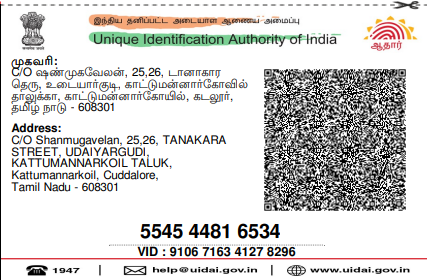 இந்திய தனிப்பட்ட அடையாள ஆணைய அமைப்பு
Unique Identification Authority of India
ஆதார்
முகவரி:
C/O ஷண்முகவேலன், 25,26, டானாகார
தெரு, உடையார்குடி, காட்டுமன்னார்கோவில்
தாலுக்கா, காட்டுமன்னார்கோயில், கடலூர்,
தமிழ் நாடு - 608301
Address:
C/O Shanmugavelan, 25,26, TANAKARA
STREET, UDAIYARGUDI,
KATTUMANNARKOIL TALUK,
Kattumannarkoil, Cuddalore,
Tamil Nadu - 608301
5545 4481 6534
VID : 9106 7163 4127 8296
1947 | help@uidai.gov.in | www.uidai.gov.in